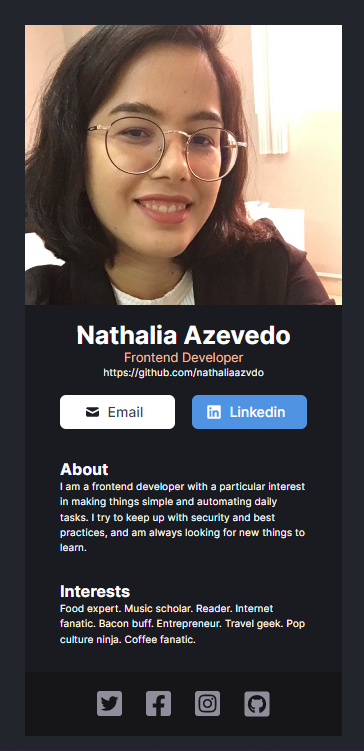 Nathalia Azevedo
Frontend Developer
https://github.com/nathaliaazvdo
Email
Linkedin
About
I am a frontend developer with a particular interest
in making things simple and automating daily
tasks. I try to keep up with security and best
practices, and am always looking for new things to
learn.
Interests
Food expert. Music scholar. Reader. Internet
fanatic. Bacon buff. Entrepreneur. Travel geek. Pop
culture ninja. Coffee fanatic.